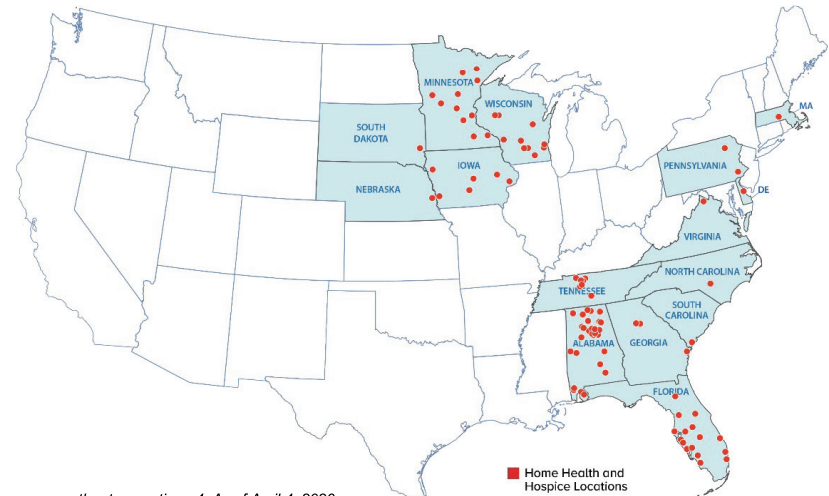 MINNESOTA
WISCONSIN
MA
SOUTH
DAKOTA
IOWA
PENNSYLVANIA
NEBRASKA
DE
VIRGINIA
NORTH CAROLINA
TENNESSEE
SOUTH
CAROLINA
ALABAMA
GEORGIA
FLORIDA
Home Health and
Hospice Locations